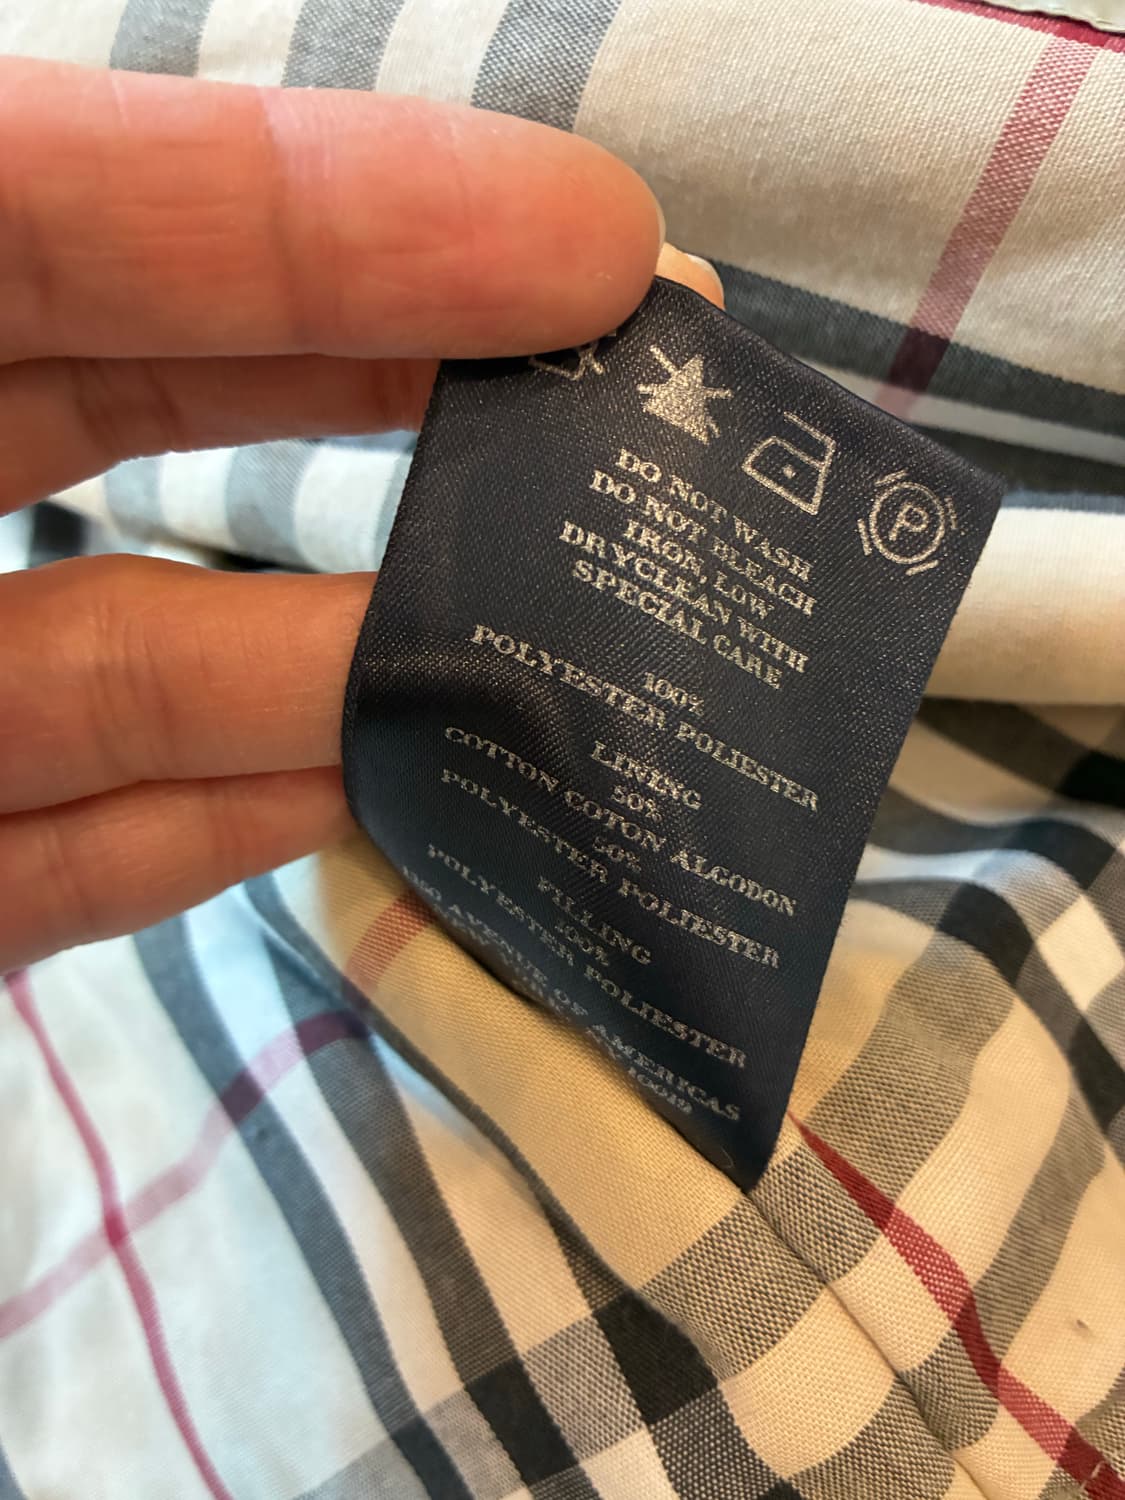 P
DO NOT WASH
DO NOT BLEACH
IRON, LOW
DRYCLEAN WITH
SPECIAL CARE
100%
POLYESTER POLIESTER
LINING
50%
COTTON COTON ALGODON
50%
POLYESTER POLIESTER
FILLING
100%
POLYESTER POLIESTER
AVENUE OF AMERICAS
10019